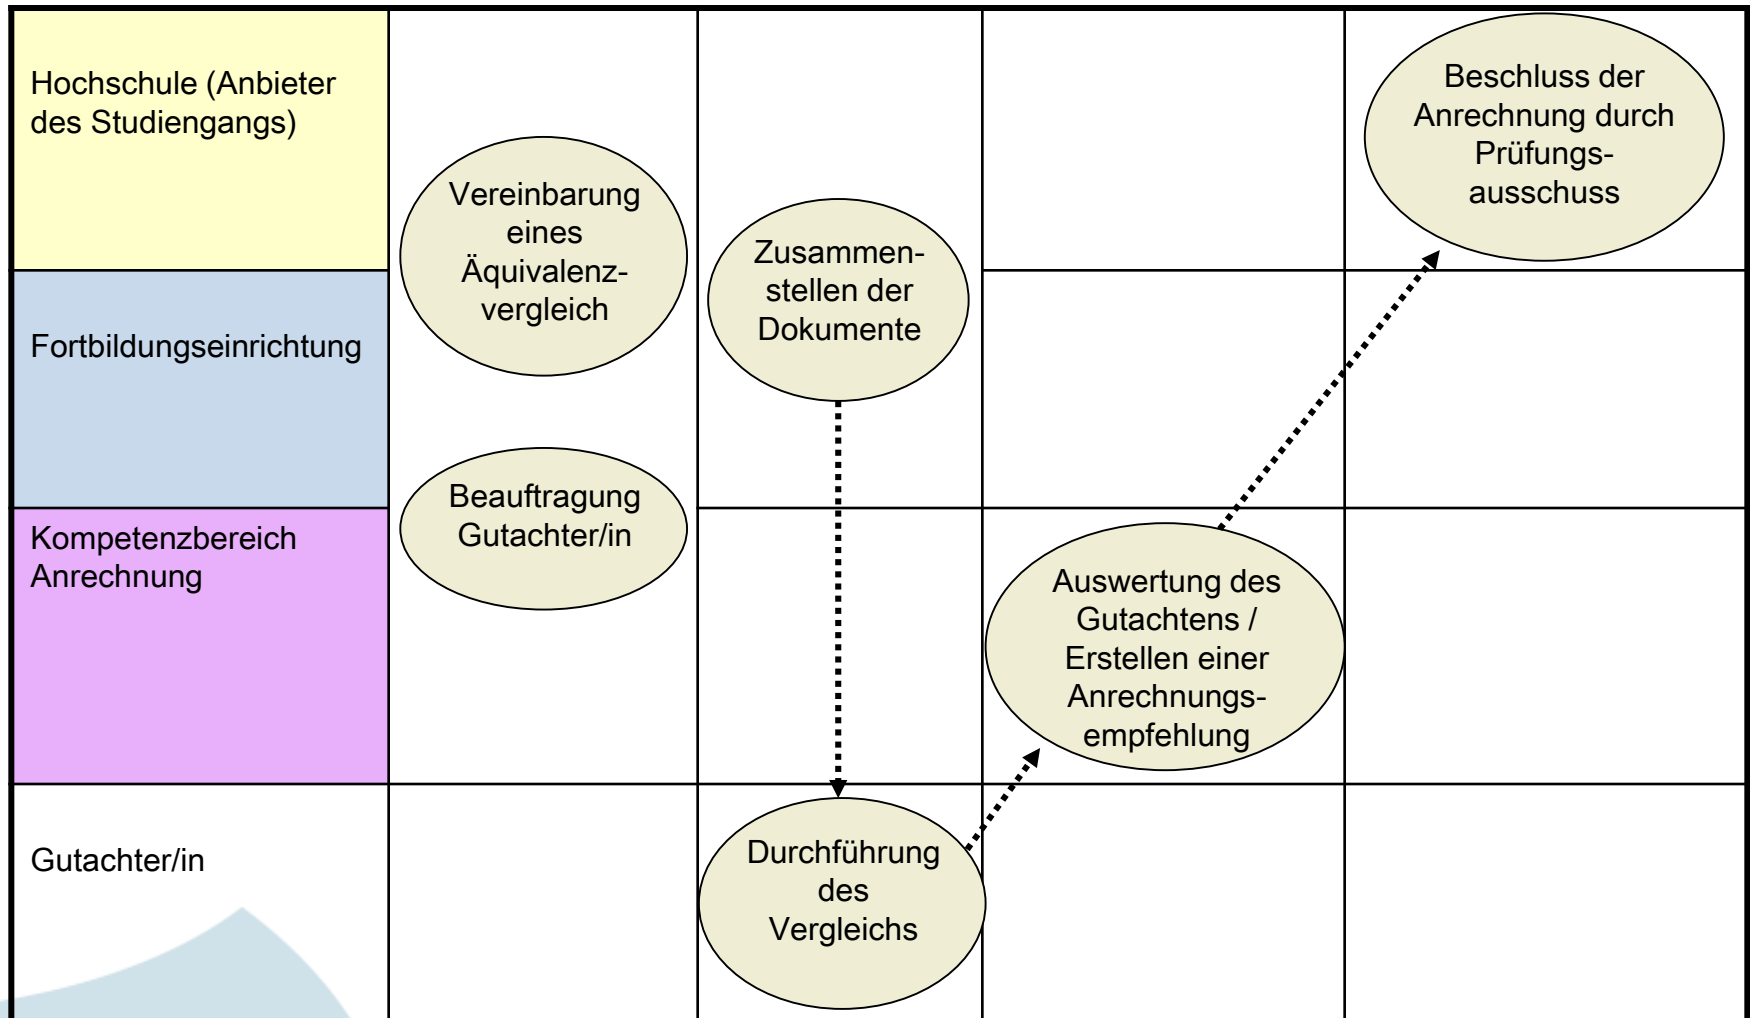 Hochschule (Anbieter
des Studiengangs)
Fortbildungseinrichtung
Kompetenzbereich
Anrechnung
Gutachter/in
Vereinbarung
eines
Äquivalenz-
vergleich
Beauftragung
Gutachter/in
Zusammen-
stellen der
Dokumente
Durchführung
des
Vergleichs
Auswertung des
Gutachtens /
Erstellen einer
Anrechnungs-
empfehlung
Beschluss der
Anrechnung durch
Prüfungs-
ausschuss